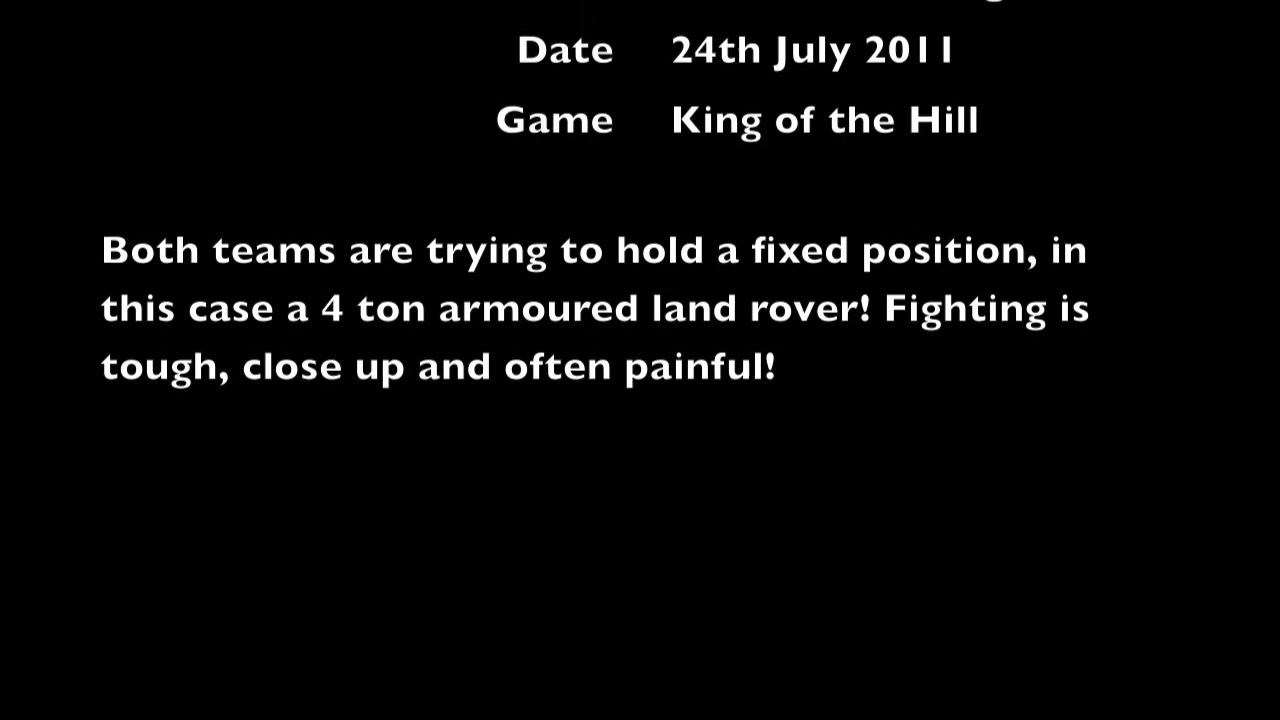 Date 24th July 2011
Game King of the Hill
Both teams are trying to hold a fixed position, in
this case a 4 ton armoured land rover! Fighting is
tough, close up and often painful!